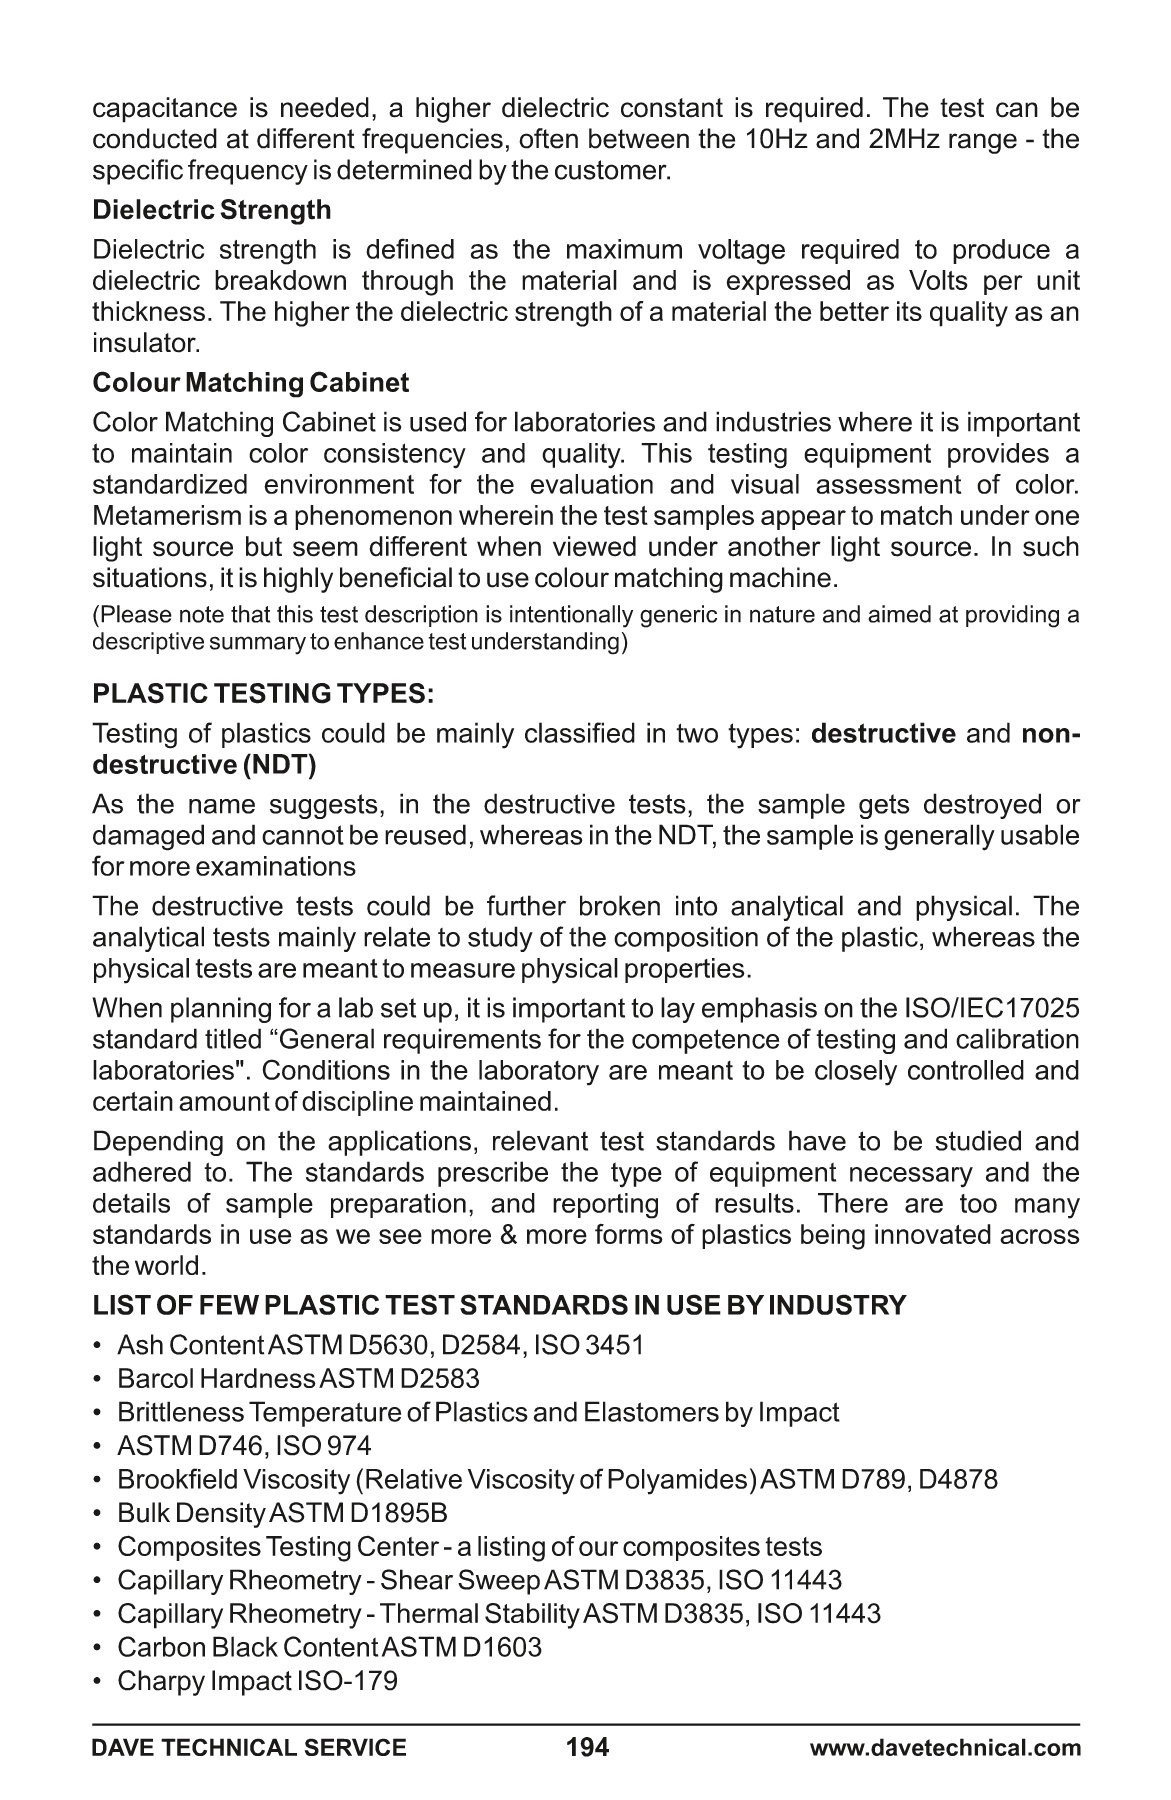 capacitance is needed, a higher dielectric constant is required. The test can be
conducted at different frequencies, often between the 10Hz and 2MHz range - the
specific frequency is determined by the customer.
Dielectric Strength
Dielectric strength is defined as the maximum voltage required to produce a
dielectric breakdown through the material and is expressed as Volts per unit
thickness. The higher the dielectric strength of a material the better its quality as an
insulator.
Colour Matching Cabinet
Color Matching Cabinet is used for laboratories and industries where it is important
to maintain color consistency and quality. This testing equipment provides a
standardized environment for the evaluation and visual assessment of color.
Metamerism is a phenomenon wherein the test samples appear to match under one
light source but seem different when viewed under another light source. In such
situations, it is highly beneficial to use colour matching machine.
(Please note that this test description is intentionally generic in nature and aimed at providing a
descriptive summary to enhance test understanding)
PLASTIC TESTING TYPES:
Testing of plastics could be mainly classified in two types: destructive and non-
destructive (NDT)
As the name suggests, in the destructive tests, the sample gets destroyed or
damaged and cannot be reused, whereas in the NDT, the sample is generally usable
for more examinations
The destructive tests could be further broken into analytical and physical. The
analytical tests mainly relate to study of the composition of the plastic, whereas the
physical tests are meant to measure physical properties.
When planning for a lab set up, it is important to lay emphasis on the ISO/IEC17025
standard titled “General requirements for the competence of testing and calibration
laboratories". Conditions in the laboratory are meant to be closely controlled and
certain amount of discipline maintained.
Depending on the applications, relevant test standards have to be studied and
adhered to. The standards prescribe the type of equipment necessary and the
details of sample preparation, and reporting of results. There are too many
standards in use as we see more & more forms of plastics being innovated across
the world.
LIST OF FEW PLASTIC TEST STANDARDS IN USE BY INDUSTRY
• Ash Content ASTM D5630, D2584, ISO 3451
• Barcol Hardness ASTM D2583
• Brittleness Temperature of Plastics and Elastomers by Impact
• ASTM D746, ISO 974
• Brookfield Viscosity (Relative Viscosity of Polyamides) ASTM D789, D4878
• Bulk Density ASTM D1895B
• Composites Testing Center - a listing of our composites tests
• Capillary Rheometry - Shear Sweep ASTM D3835, ISO 11443
• Capillary Rheometry - Thermal Stability ASTM D3835, ISO 11443
• Carbon Black Content ASTM D1603
• Charpy Impact ISO-179
DAVE TECHNICAL SERVICE 194 www.davetechnical.com